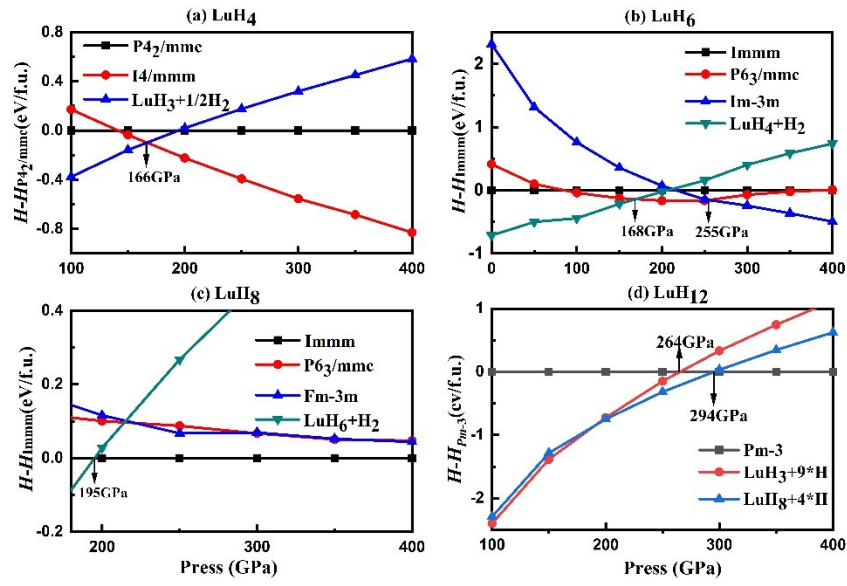 (a) LuH4
P42/mmc
I4/mmm
LuH3+1/2H2
166GPa
0.8
0.4
0.0
-0.4
-0.8
100
200
300
400
H-HP42/mmc(eV/f.u.)
(b) LuH6
Immm
P63/mmc
Im-3m
LuH4+H2
168GPa
255GPa
2
1
0
-1
0
100
200
300
400
H-HImmm(eV/f.u.)
(c) LuH8
Immm
P63/mmc
Fm-3m
LuH6+H2
195GPa
0.4
0.2
0.0
-0.2
200
300
400
H-HImmm(eV/f.u.)
Press (GPa)
(d) LuH12
264GPa
294GPa
Pm-3
LuH3+9*H
LuH8+4*H
1
0
-1
-2
100
150
200
250
300
350
400
H-HPm-3(eV/f.u.)
Press (GPa)